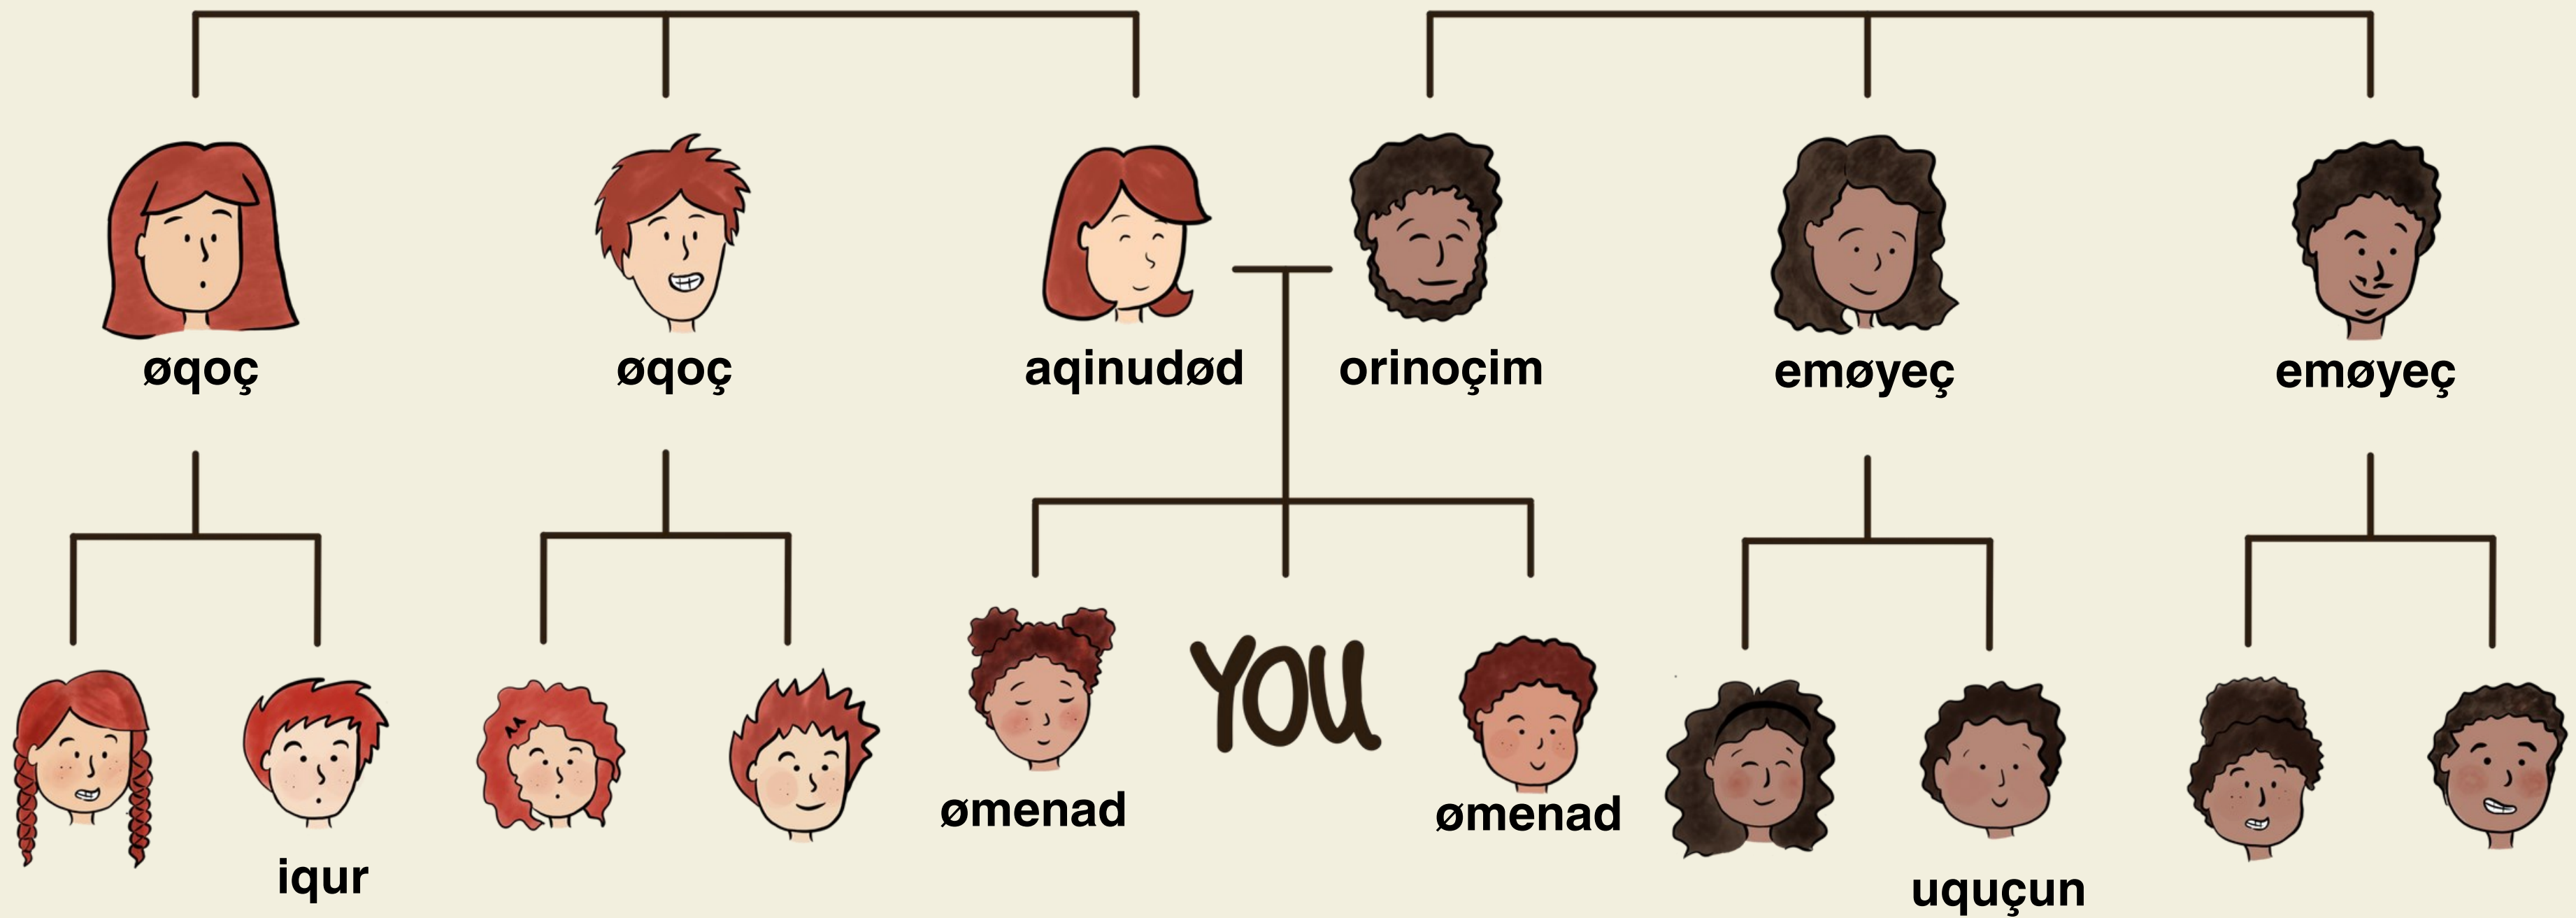 øqoç
øqoç
aqinudød
orinoçim
emøyeç
emøyeç
ømenad
YOU
ømenad
iqur
uquçun